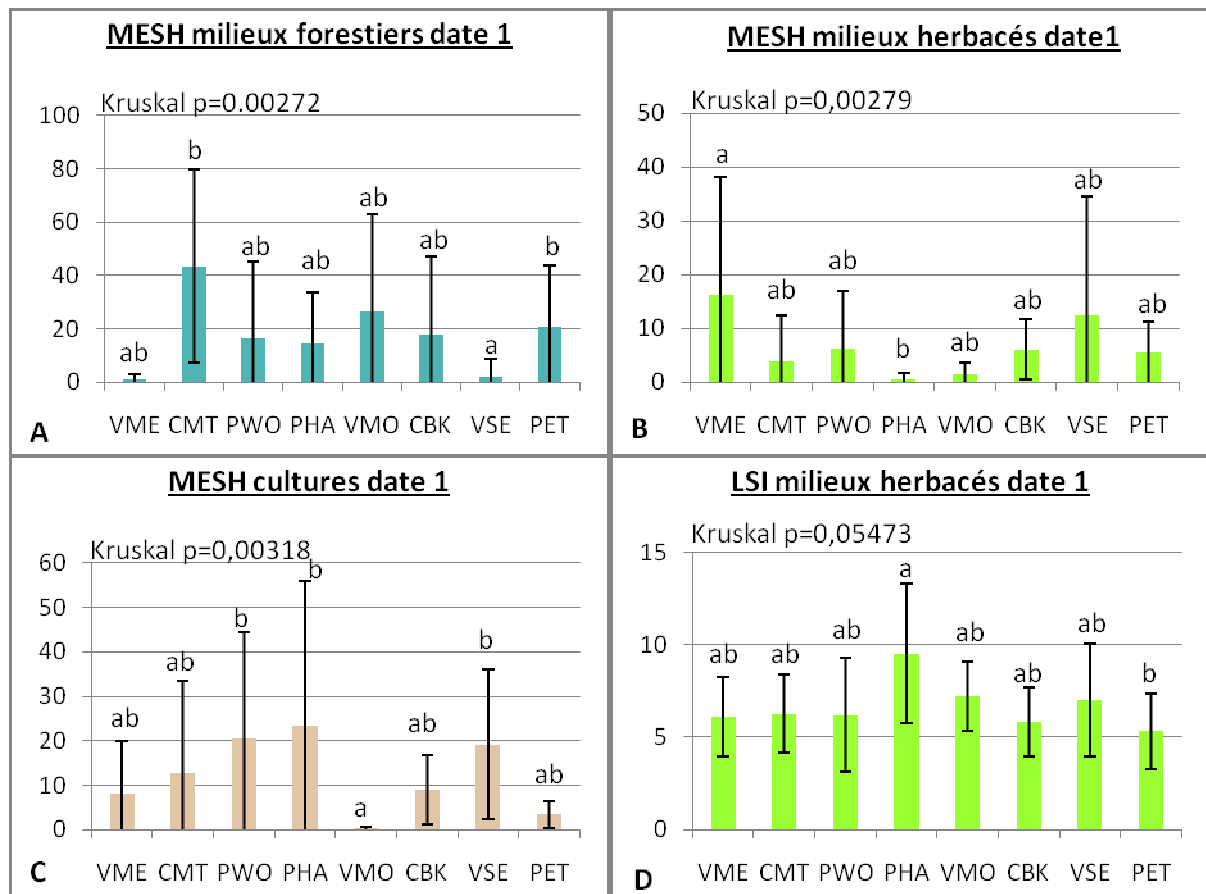 MESH milieux forestiers date 1
Kruskal p=0.00272
100
80
60
40
20
0
ab
b
ab
ab
ab
ab
a
b
VME CMT PWO PHA VMO CBK VSE PET
A
MESH milieux herbacés date1
Kruskal p=0,00279
50
40
30
20
10
0
a
ab
ab
b
ab
ab
ab
ab
VME CMT PWO PHA VMO CBK VSE PET
B
MESH cultures date 1
Kruskal p=0,00318
60
50
40
30
20
10
0
ab
ab
b
b
a
ab
b
ab
VME CMT PWO PHA VMO CBK VSE PET
C
LSI milieux herbacés date 1
Kruskal p=0,05473
15
10
5
0
ab
ab
ab
a
ab
ab
ab
b
VME CMT PWO PHA VMO CBK VSE PET
D